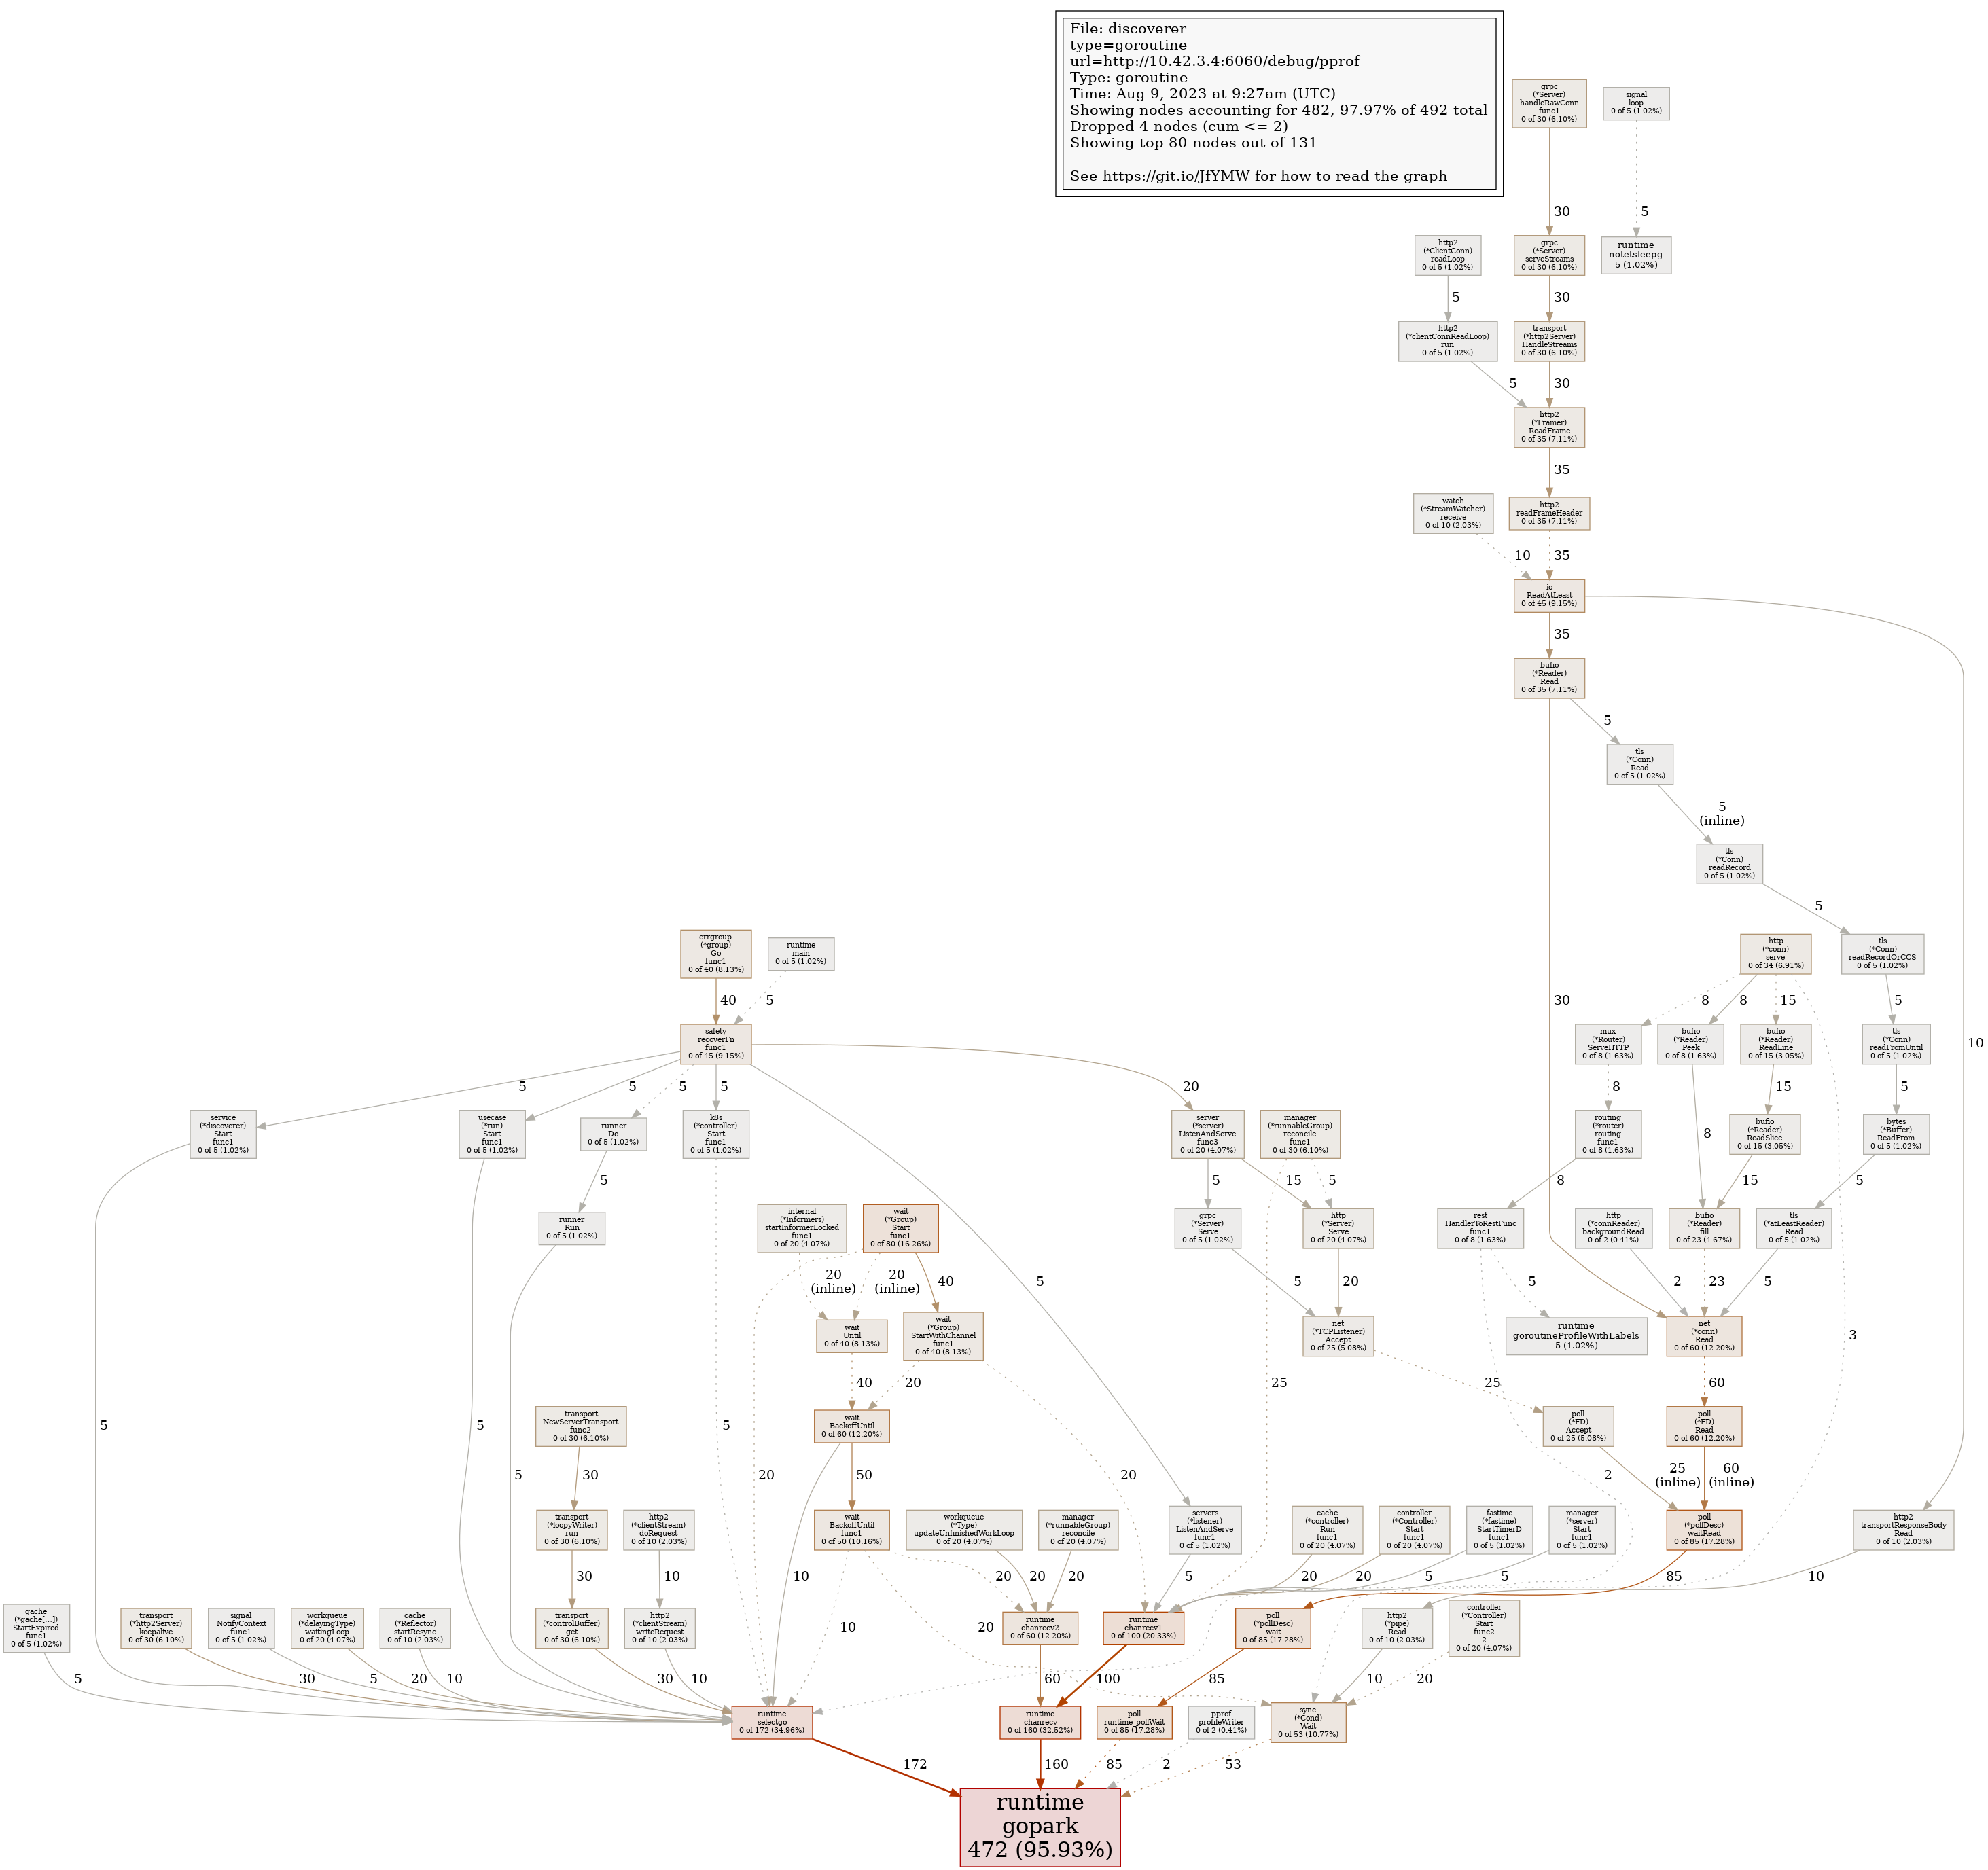 File: discoverer
type=goroutine
url=http://10.42.3.4:6060/debug/pprof
Type: goroutine
Time: Aug 9, 2023 at 9:27am (UTC)
Showing nodes accounting for 482, 97.97% of 492 total
Dropped 4 nodes (cum <= 2)
Showing top 80 nodes out of 131
See https://git.io/JfYMW for how to read the graph
grpc
(*Server)
handleRawConn
func1
0 of 30 (6.10%)
signal
loop
0 of 5 (1.02%)
30
5
http2
(*ClientConn)
readLoop
0 of 5 (1.02%)
grpc
(*Server)
serveStreams
0 of 30 (6.10%)
runtime
notetsleepg
5 (1.02%)
5
30
http2
(*clientConnReadLoop)
run
0 of 5 (1.02%)
transport
(*http2Server)
HandleStreams
0 of 30 (6.10%)
5
30
http2
(*Framer)
ReadFrame
0 of 35 (7.11%)
35
watch
(*StreamWatcher)
receive
0 of 10 (2.03%)
http2
readFrameHeader
0 of 35 (7.11%)
10
35
io
ReadAtLeast
0 of 45 (9.15%)
35
bufio
(*Reader)
Read
0 of 35 (7.11%)
5
tls
(*Conn)
Read
0 of 5 (1.02%)
5
(inline)
tls
(*Conn)
readRecord
0 of 5 (1.02%)
5
errgroup
(*group)
Go
func1
0 of 40 (8.13%)
runtime
main
0 of 5 (1.02%)
http
(*conn)
serve
0 of 34 (6.91%)
tls
(*Conn)
readRecordOrCCS
0 of 5 (1.02%)
40
5
30
8
8
15
5
10
safety
recoverFn
func1
0 of 45 (9.15%)
mux
(*Router)
ServeHTTP
0 of 8 (1.63%)
bufio
(*Reader)
Peek
0 of 8 (1.63%)
bufio
(*Reader)
ReadLine
0 of 15 (3.05%)
tls
(*Conn)
readFromUntil
0 of 5 (1.02%)
5
5
5
5
20
8
15
5
service
(*discoverer)
Start
func1
0 of 5 (1.02%)
usecase
(*run)
Start
func1
0 of 5 (1.02%)
runner
Do
0 of 5 (1.02%)
k8s
(*controller)
Start
func1
0 of 5 (1.02%)
server
(*server)
ListenAndServe
func3
0 of 20 (4.07%)
manager
(*runnableGroup)
reconcile
func1
0 of 30 (6.10%)
routing
(*router)
routing
func1
0 of 8 (1.63%)
bufio
(*Reader)
ReadSlice
0 of 15 (3.05%)
bytes
(*Buffer)
ReadFrom
0 of 5 (1.02%)
8
5
5
15
5
8
15
5
runner
Run
0 of 5 (1.02%)
internal
(*Informers)
startInformerLocked
func1
0 of 20 (4.07%)
wait
(*Group)
Start
func1
0 of 80 (16.26%)
grpc
(*Server)
Serve
0 of 5 (1.02%)
http
(*Server)
Serve
0 of 20 (4.07%)
rest
HandlerToRestFunc
func1
0 of 8 (1.63%)
http
(*connReader)
backgroundRead
0 of 2 (0.41%)
bufio
(*Reader)
fill
0 of 23 (4.67%)
tls
(*atLeastReader)
Read
0 of 5 (1.02%)
20
(inline)
20
(inline)
40
5
5
20
5
2
23
5
wait
Until
0 of 40 (8.13%)
wait
(*Group)
StartWithChannel
func1
0 of 40 (8.13%)
net
(*TCPListener)
Accept
0 of 25 (5.08%)
runtime
goroutineProfileWithLabels
5 (1.02%)
net
(*conn)
Read
0 of 60 (12.20%)
3
25
40
20
25
60
transport
NewServerTransport
func2
0 of 30 (6.10%)
wait
BackoffUntil
0 of 60 (12.20%)
poll
(*FD)
Accept
0 of 25 (5.08%)
poll
(*FD)
Read
0 of 60 (12.20%)
5
5
5
30
5
20
50
20
2
25
(inline)
60
(inline)
transport
(*loopyWriter)
run
0 of 30 (6.10%)
http2
(*clientStream)
doRequest
0 of 10 (2.03%)
wait
BackoffUntil
func1
0 of 50 (10.16%)
workqueue
(*Type)
updateUnfinishedWorkLoop
0 of 20 (4.07%)
manager
(*runnableGroup)
reconcile
0 of 20 (4.07%)
servers
(*listener)
ListenAndServe
func1
0 of 5 (1.02%)
cache
(*controller)
Run
func1
0 of 20 (4.07%)
controller
(*Controller)
Start
func1
0 of 20 (4.07%)
fastime
(*fastime)
StartTimerD
func1
0 of 5 (1.02%)
manager
(*server)
Start
func1
0 of 5 (1.02%)
poll
(*pollDesc)
waitRead
0 of 85 (17.28%)
http2
transportResponseBody
Read
0 of 10 (2.03%)
30
10
10
20
20
20
5
20
20
5
5
85
10
gache
(*gache[...])
StartExpired
func1
0 of 5 (1.02%)
transport
(*http2Server)
keepalive
0 of 30 (6.10%)
signal
NotifyContext
func1
0 of 5 (1.02%)
workqueue
(*delayingType)
waitingLoop
0 of 20 (4.07%)
cache
(*Reflector)
startResync
0 of 10 (2.03%)
transport
(*controlBuffer)
get
0 of 30 (6.10%)
http2
(*clientStream)
writeRequest
0 of 10 (2.03%)
runtime
chanrecv2
0 of 60 (12.20%)
runtime
chanrecv1
0 of 100 (20.33%)
poll
(*pollDesc)
wait
0 of 85 (17.28%)
http2
(*pipe)
Read
0 of 10 (2.03%)
controller
(*Controller)
Start
func2
2
0 of 20 (4.07%)
10
20
5
30
5
20
10
30
10
60
100
85
10
20
runtime
selectgo
0 of 172 (34.96%)
runtime
chanrecv
0 of 160 (32.52%)
poll
runtime_pollWait
0 of 85 (17.28%)
pprof
profileWriter
0 of 2 (0.41%)
sync
(*Cond)
Wait
0 of 53 (10.77%)
172
160
85
2
53
runtime
gopark
472 (95.93%)